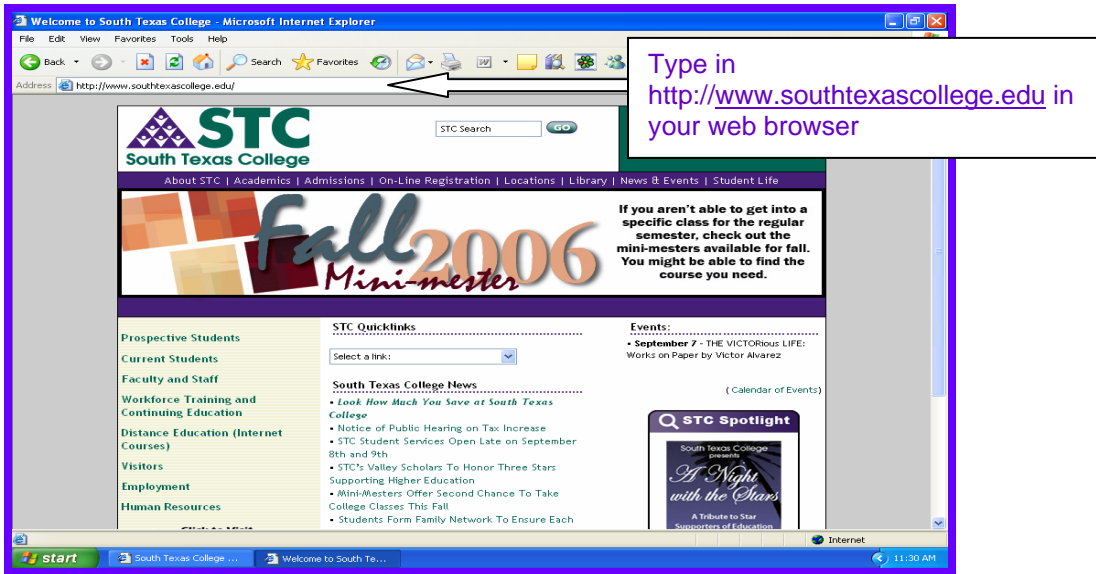 Welcome to South Texas College - Microsoft Internet Explorer
File Edit View Favorites Tools Help
Back Search Favorites
Address http://www.southtexascollege.edu/
Type in
http://www.southtexascollege.edu in
your web browser
STC
South Texas College
STC Search GO
About STC | Academics | Admissions | On-Line Registration | Locations | Library | News & Events | Student Life
Fall 2006
Mini-mester
If you aren't able to get into a
specific class for the regular
semester, check out the
mini-mesters available for fall.
You might be able to find the
course you need.
Prospective Students
Current Students
Faculty and Staff
Workforce Training and
Continuing Education
Distance Education (Internet
Courses)
Visitors
Employment
Human Resources
STC Quicklinks
Select a link:
South Texas College News
• Look How Much You Save at South Texas
College
• Notice of Public Hearing on Tax Increase
• STC Student Services Open Late on September
8th and 9th
• STC's Valley Scholars To Honor Three Stars
Supporting Higher Education
• Mini-Mesters Offer Second Chance To Take
College Classes This Fall
• Students Form Family Network To Ensure Each
Events:
• September 7 - THE VICTORious LIFE:
Works on Paper by Victor Alvarez
( Calendar of Events)
STC Spotlight
South Texas College
presents
A Night
with the Stars
A Tribute to Star
Supporters of Education
Internet
start South Texas College ... Welcome to South Te... 11:30 AM